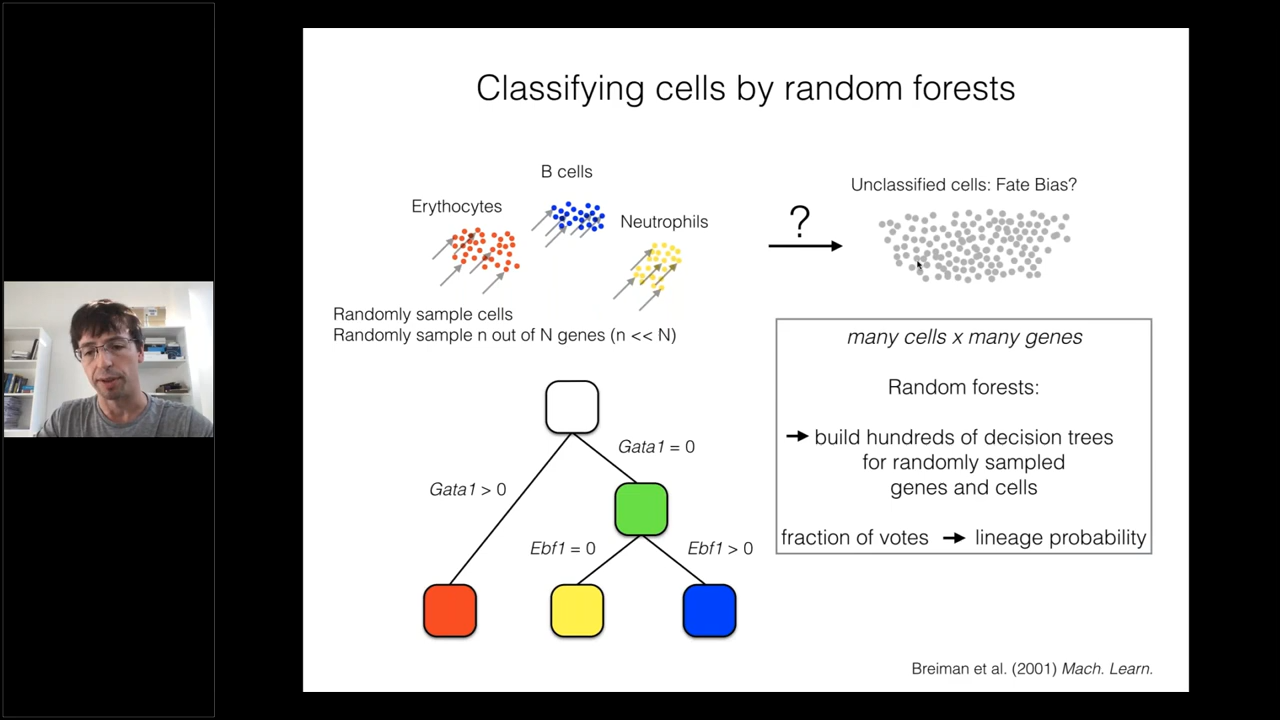 Classifying cells by random forests
B cells
Erythocytes
Neutrophils
?
Unclassified cells: Fate Bias?
Randomly sample cells
Randomly sample n out of N genes (n << N)
Gata1 = 0
Gata1 > 0
Ebf1 = 0
Ebf1 > 0
many cells x many genes
Random forests:
→ build hundreds of decision trees
for randomly sampled
genes and cells
fraction of votes → lineage probability
Breiman et al. (2001) Mach. Learn.